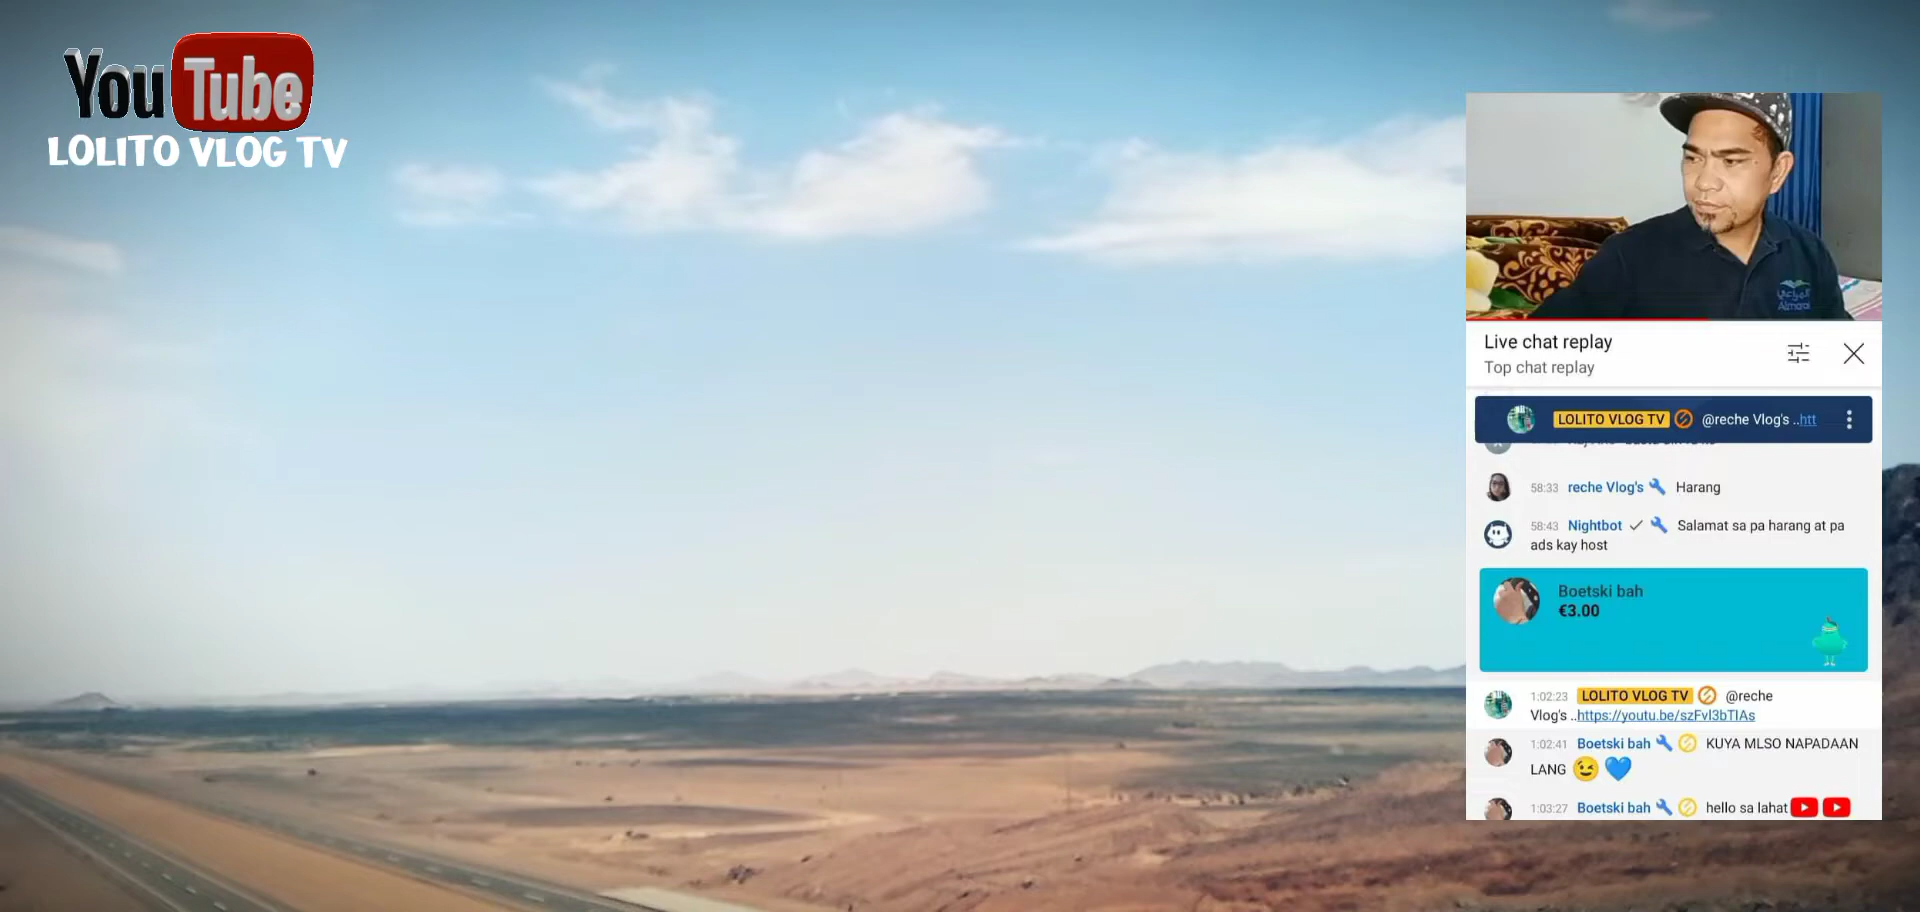 YouTube
LOLITO VLOG TV
المراعي
Almarai
Live chat replay
Top chat replay
LOLITO VLOG TV @reche Vlog's ..htt
58:33 reche Vlog's Harang
58:43 Nightbot Salamat sa pa harang at pa
ads kay host
Boetski bah
€3.00
1:02:23 LOLITO VLOG TV @reche
Vlog's ..https://youtu.be/szFvl3bTlAs
1:02:41 Boetski bah KUYA MLSO NAPADAAN
LANG 😉 💙
1:03:27 Boetski bah hello sa lahat